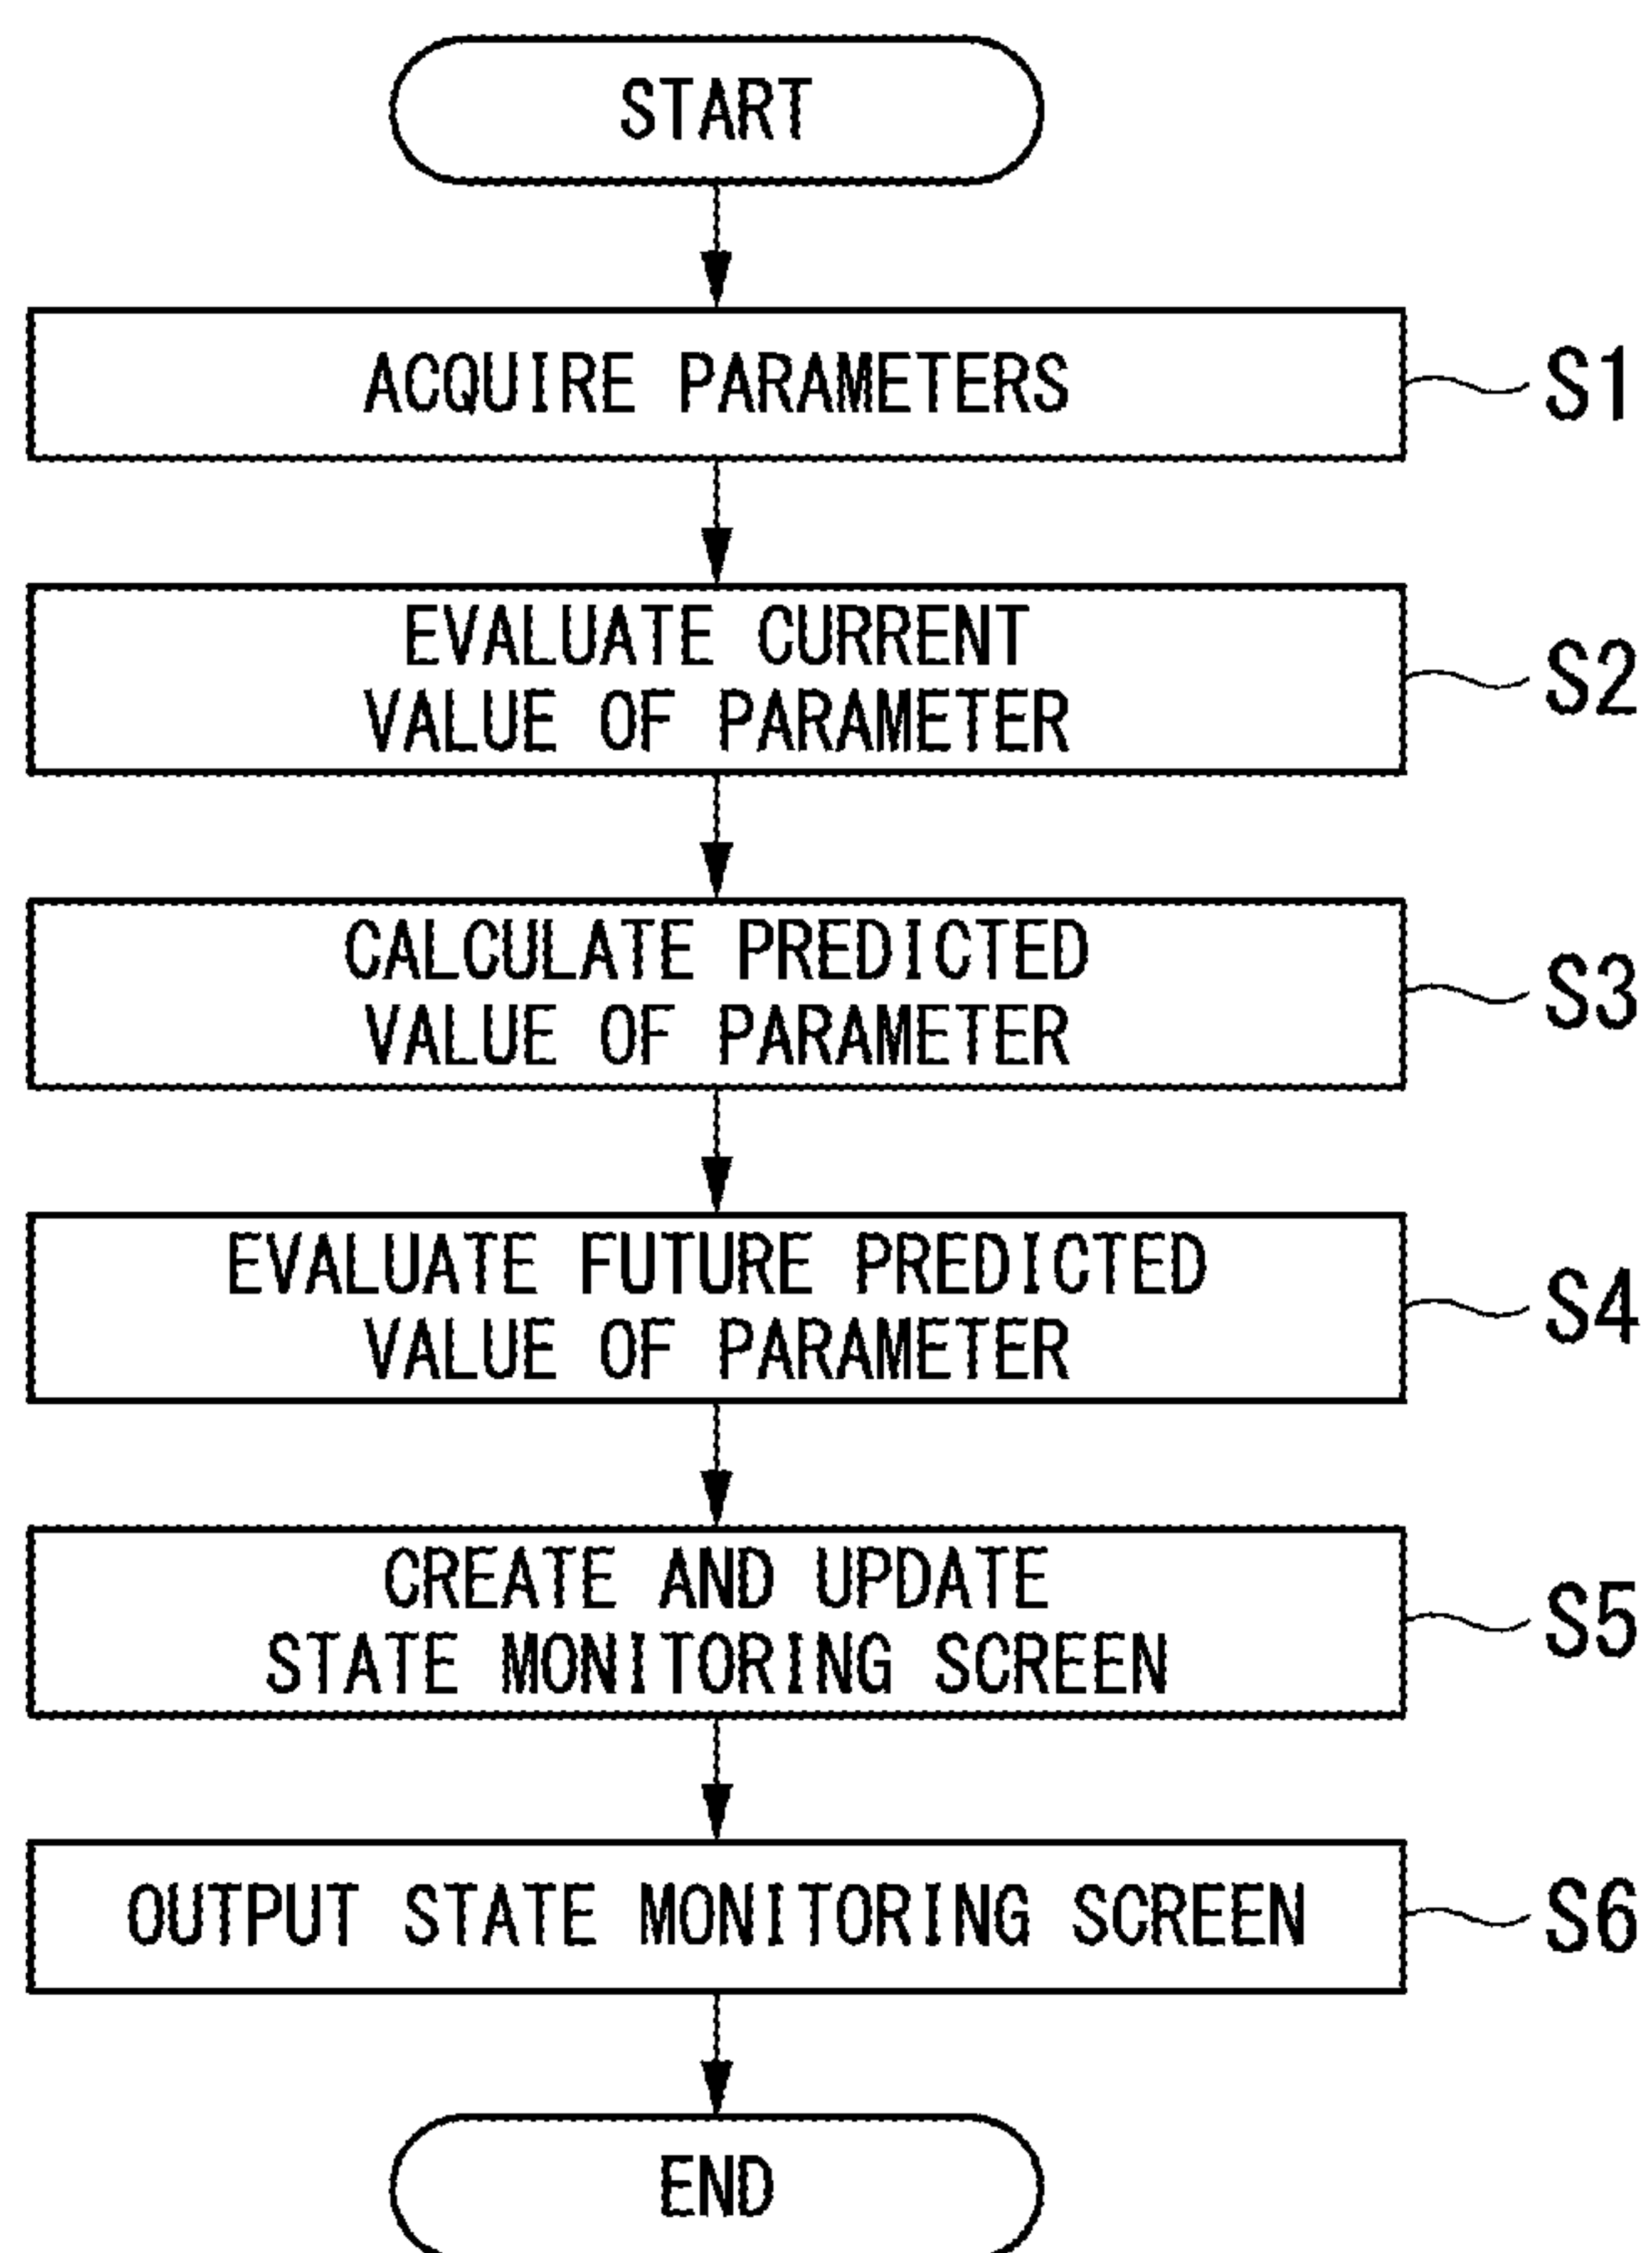 START
ACQUIRE PARAMETERS
S1
EVALUATE CURRENT
VALUE OF PARAMETER
S2
CALCULATE PREDICTED
VALUE OF PARAMETER
S3
EVALUATE FUTURE PREDICTED
VALUE OF PARAMETER
S4
CREATE AND UPDATE
STATE MONITORING SCREEN
S5
OUTPUT STATE MONITORING SCREEN
S6
END